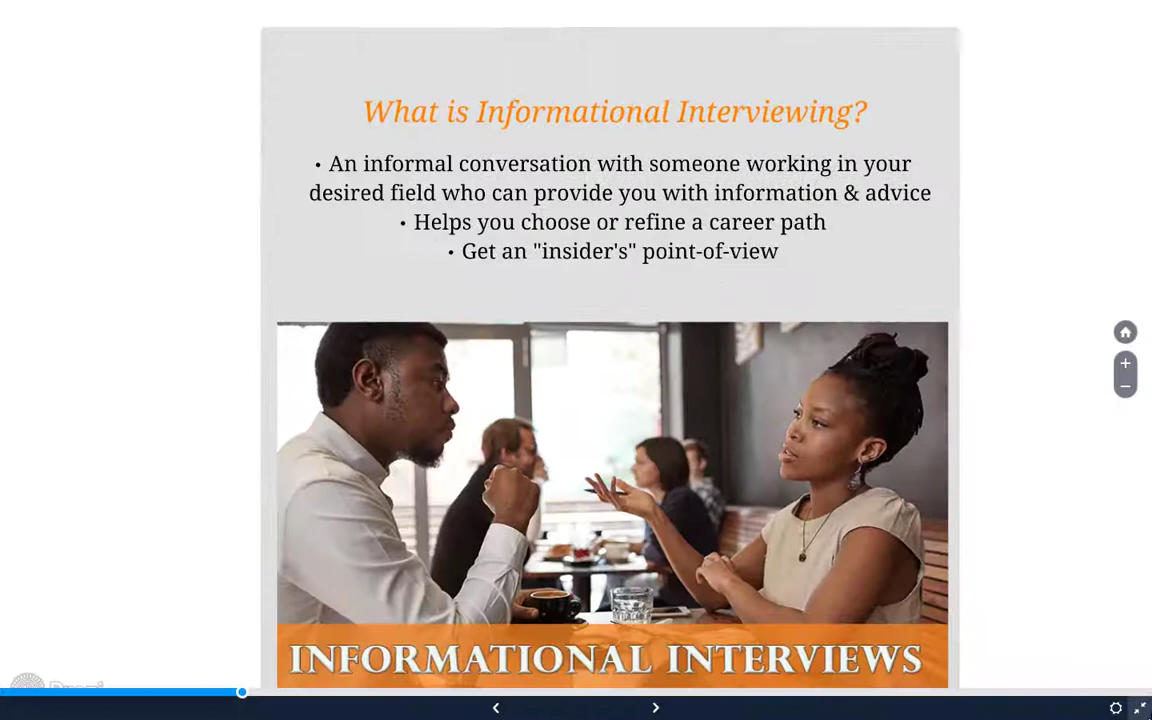 What is Informational Interviewing?
• An informal conversation with someone working in your
desired field who can provide you with information & advice
• Helps you choose or refine a career path
• Get an "insider's" point-of-view
INFORMATIONAL INTERVIEWS